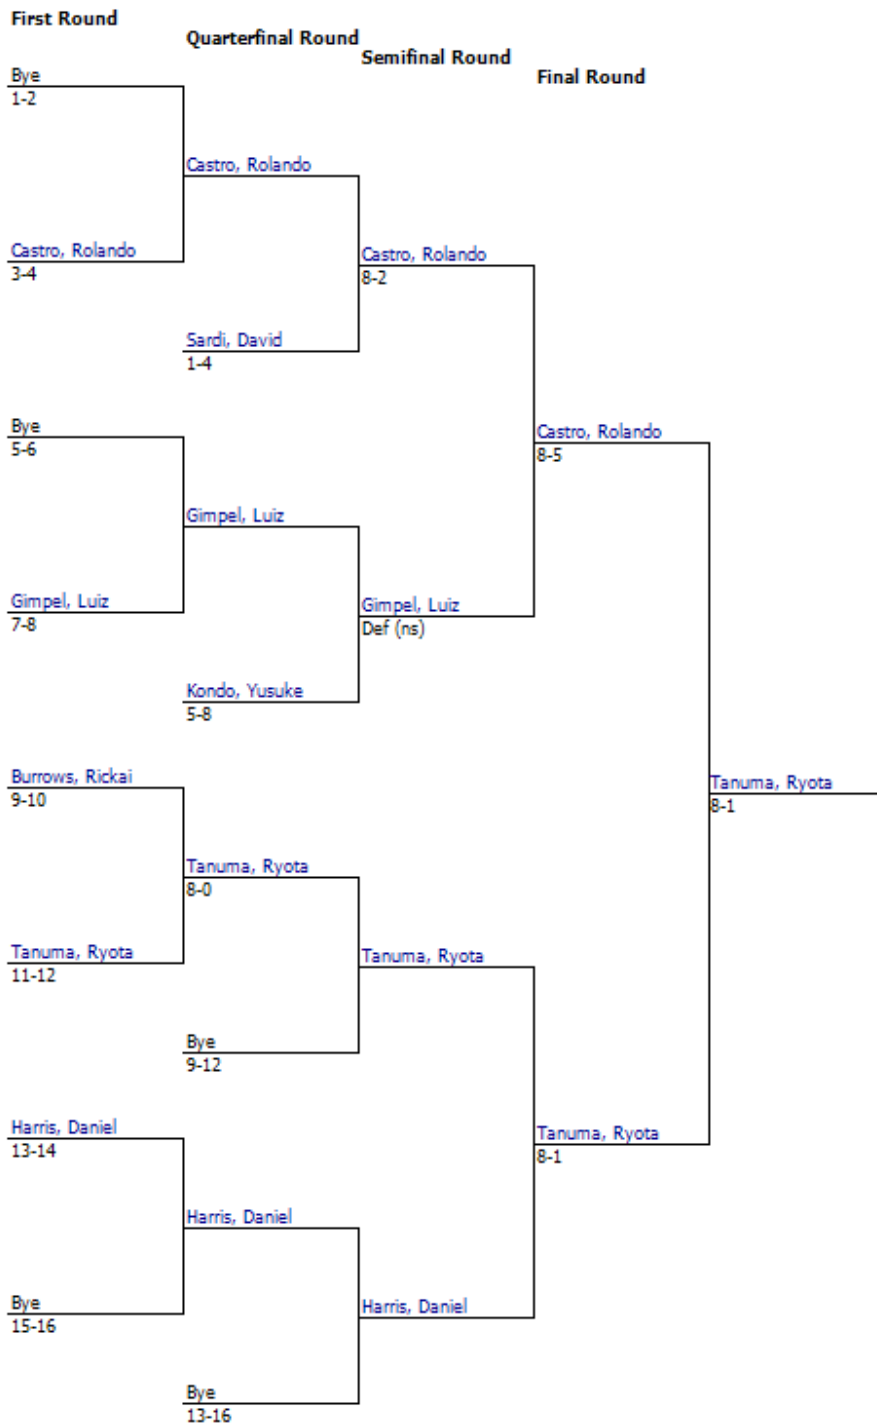 First Round
Quarterfinal Round
Semifinal Round
Final Round
Bye
1-2
Castro, Rolando
Castro, Rolando
3-4
Castro, Rolando
8-2
Sardi, David
1-4
Bye
5-6
Castro, Rolando
8-5
Gimpel, Luiz
Gimpel, Luiz
7-8
Gimpel, Luiz
Def (ns)
Kondo, Yusuke
5-8
Burrows, Rickai
9-10
Tanuma, Ryota
8-1
Tanuma, Ryota
8-0
Tanuma, Ryota
11-12
Tanuma, Ryota
Bye
9-12
Harris, Daniel
13-14
Tanuma, Ryota
8-1
Harris, Daniel
Bye
15-16
Harris, Daniel
Bye
13-16